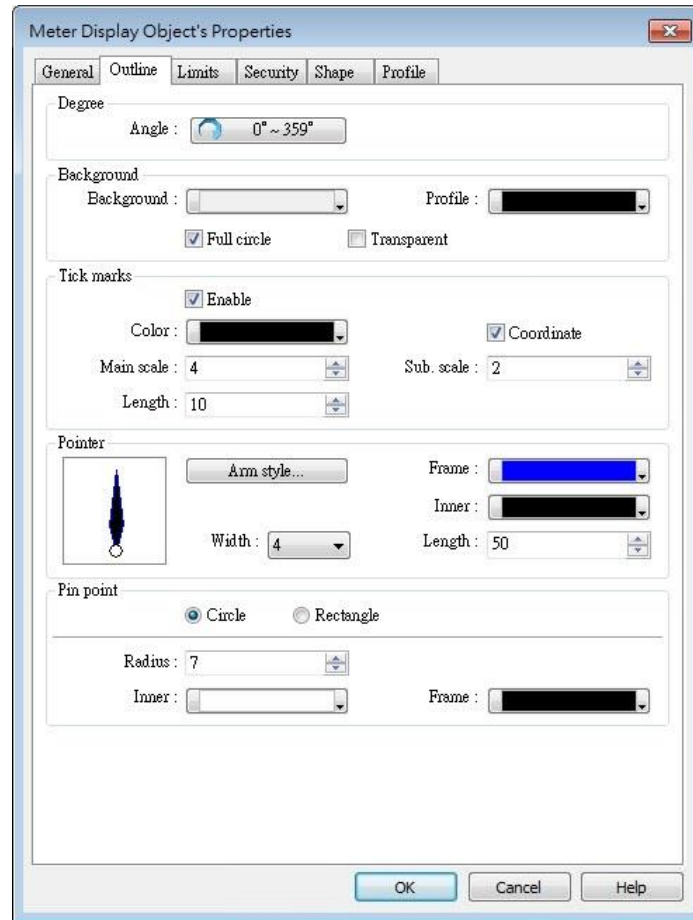 Meter Display Object's Properties
General Outline Limits Security Shape Profile
Degree
Angle : 0° ~ 359°
Background
Background : Profile :
Full circle Transparent
Tick marks
Enable
Color : Coordinate
Main scale : 4 Sub. scale : 2
Length : 10
Pointer
Arm style... Frame :
Inner :
Width : 4 Length : 50
Pin point
Circle Rectangle
Radius : 7
Inner : Frame :
OK Cancel Help